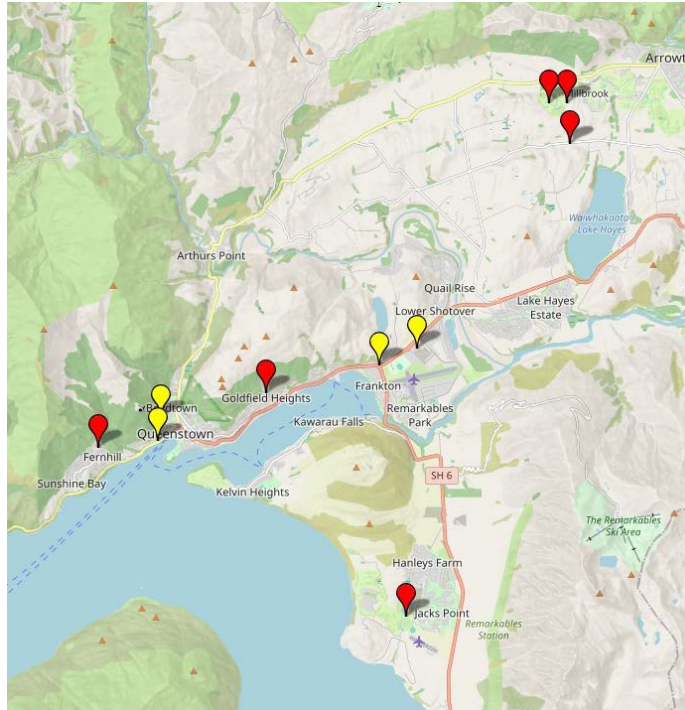 Arrowt
Millbrook
Waiwhakaata
Lake Hayes
Arthurs Point
Quail Rise
Lake Hayes
Estate
Lower Shotover
Frankton
Goldfield Heights
Remarkables
Park
Kawarau Falls
Queenstown
Fernhill
Sunshine Bay
Kelvin Heights
SH 6
The Remarkables
Ski Area
Hanleys Farm
Jacks Point
Remarkables
Station